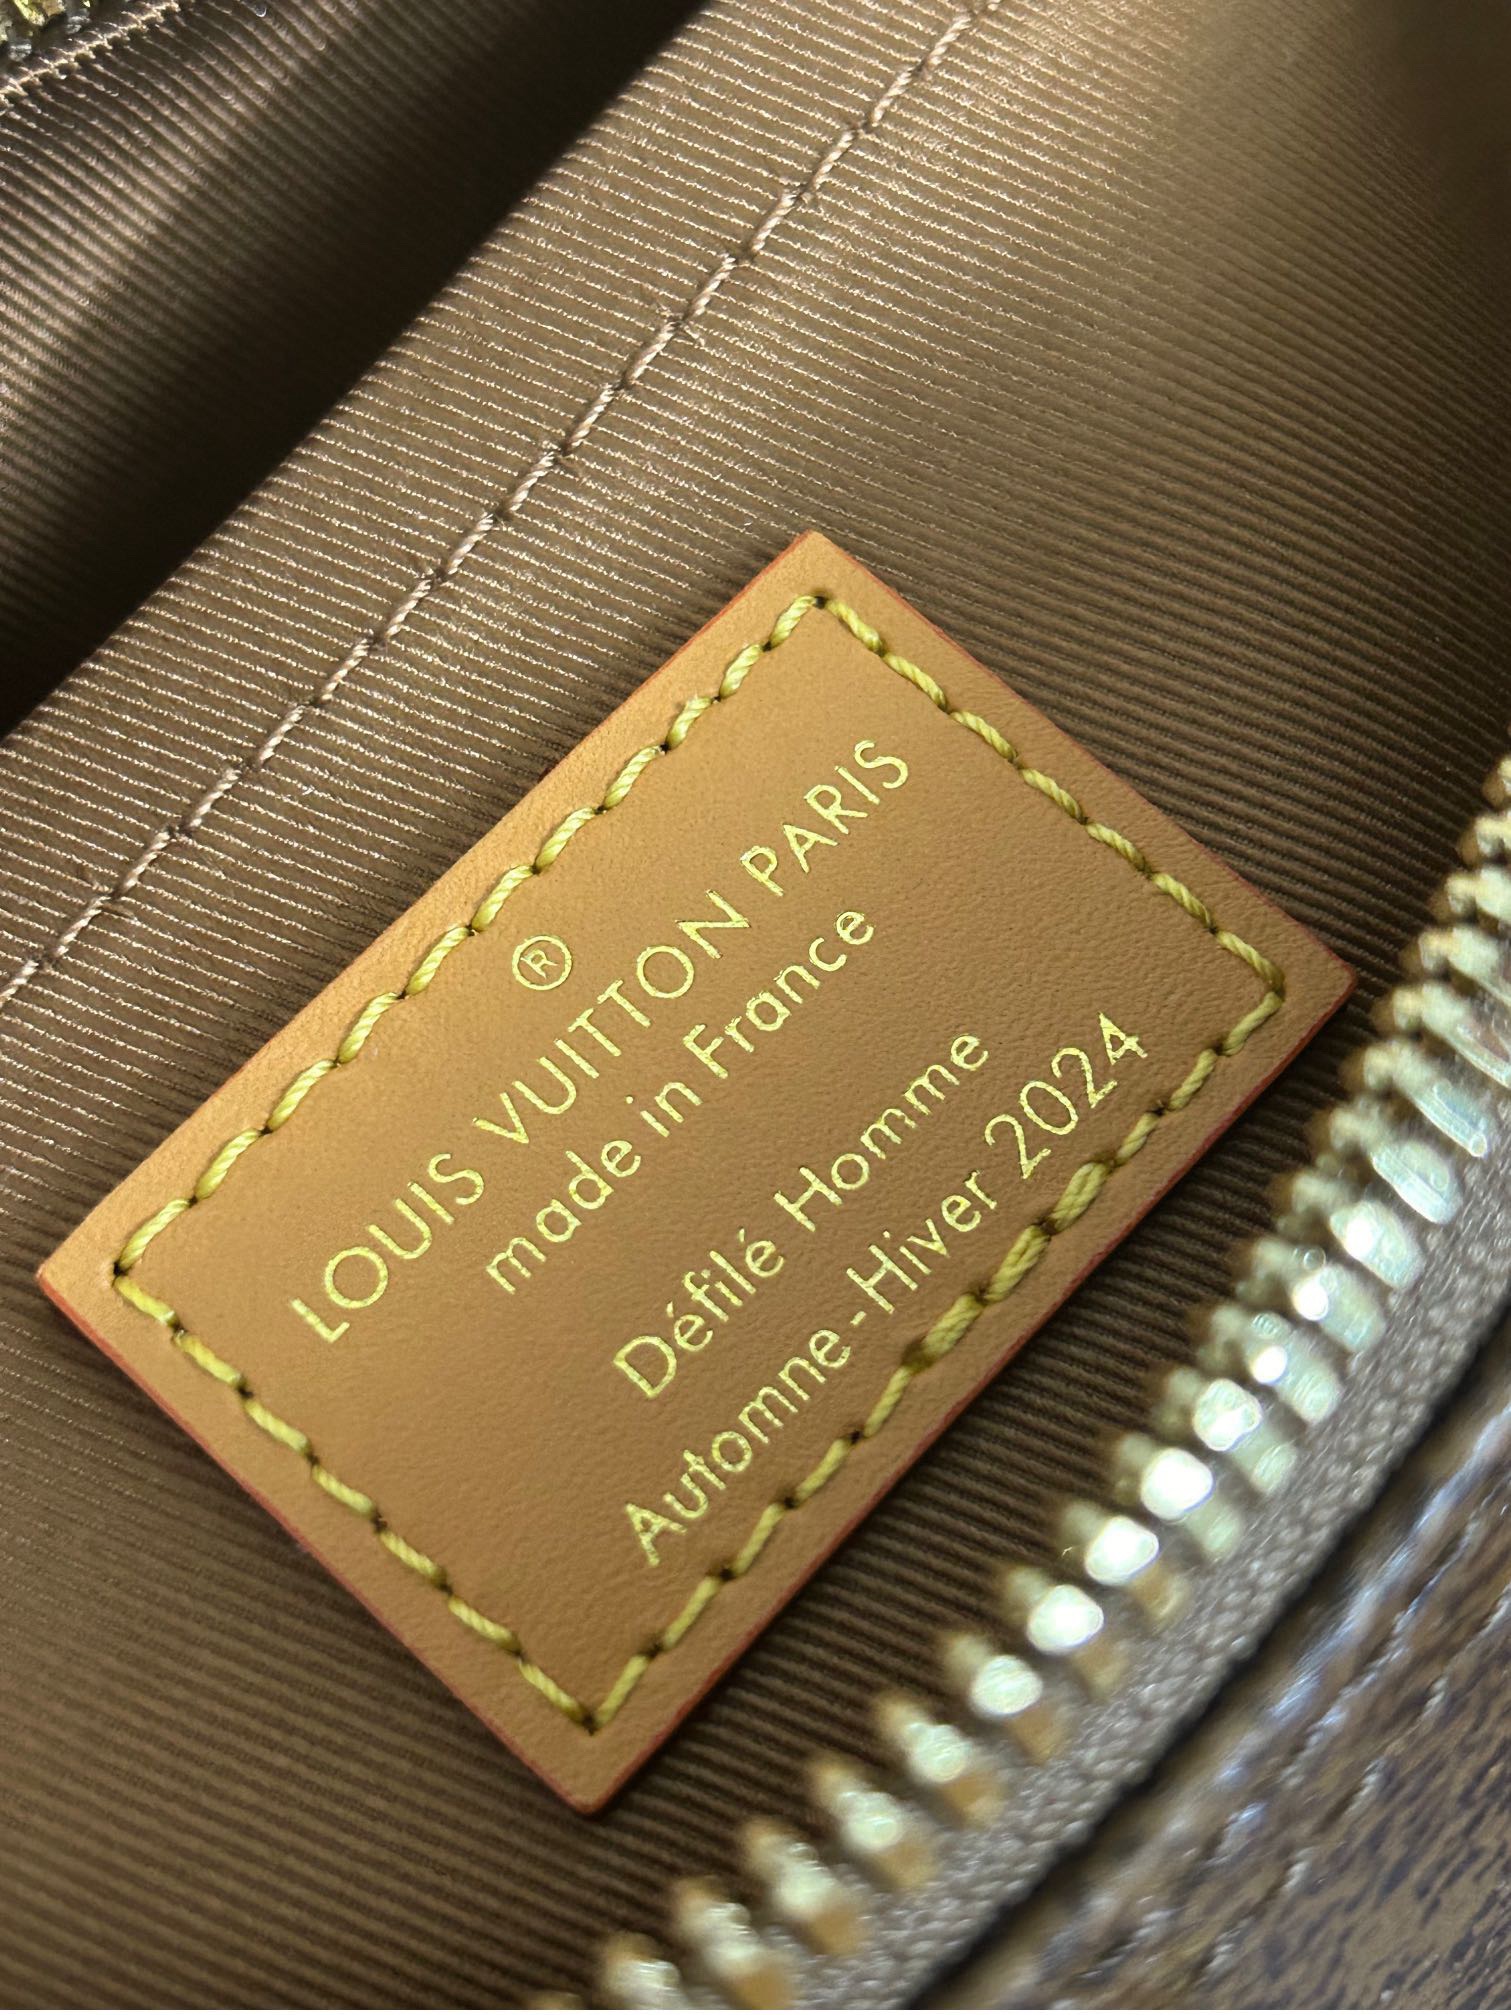 ®
LOUIS VUITTON PARIS
made in France
Défilé Homme
Automne-Hiver 2024